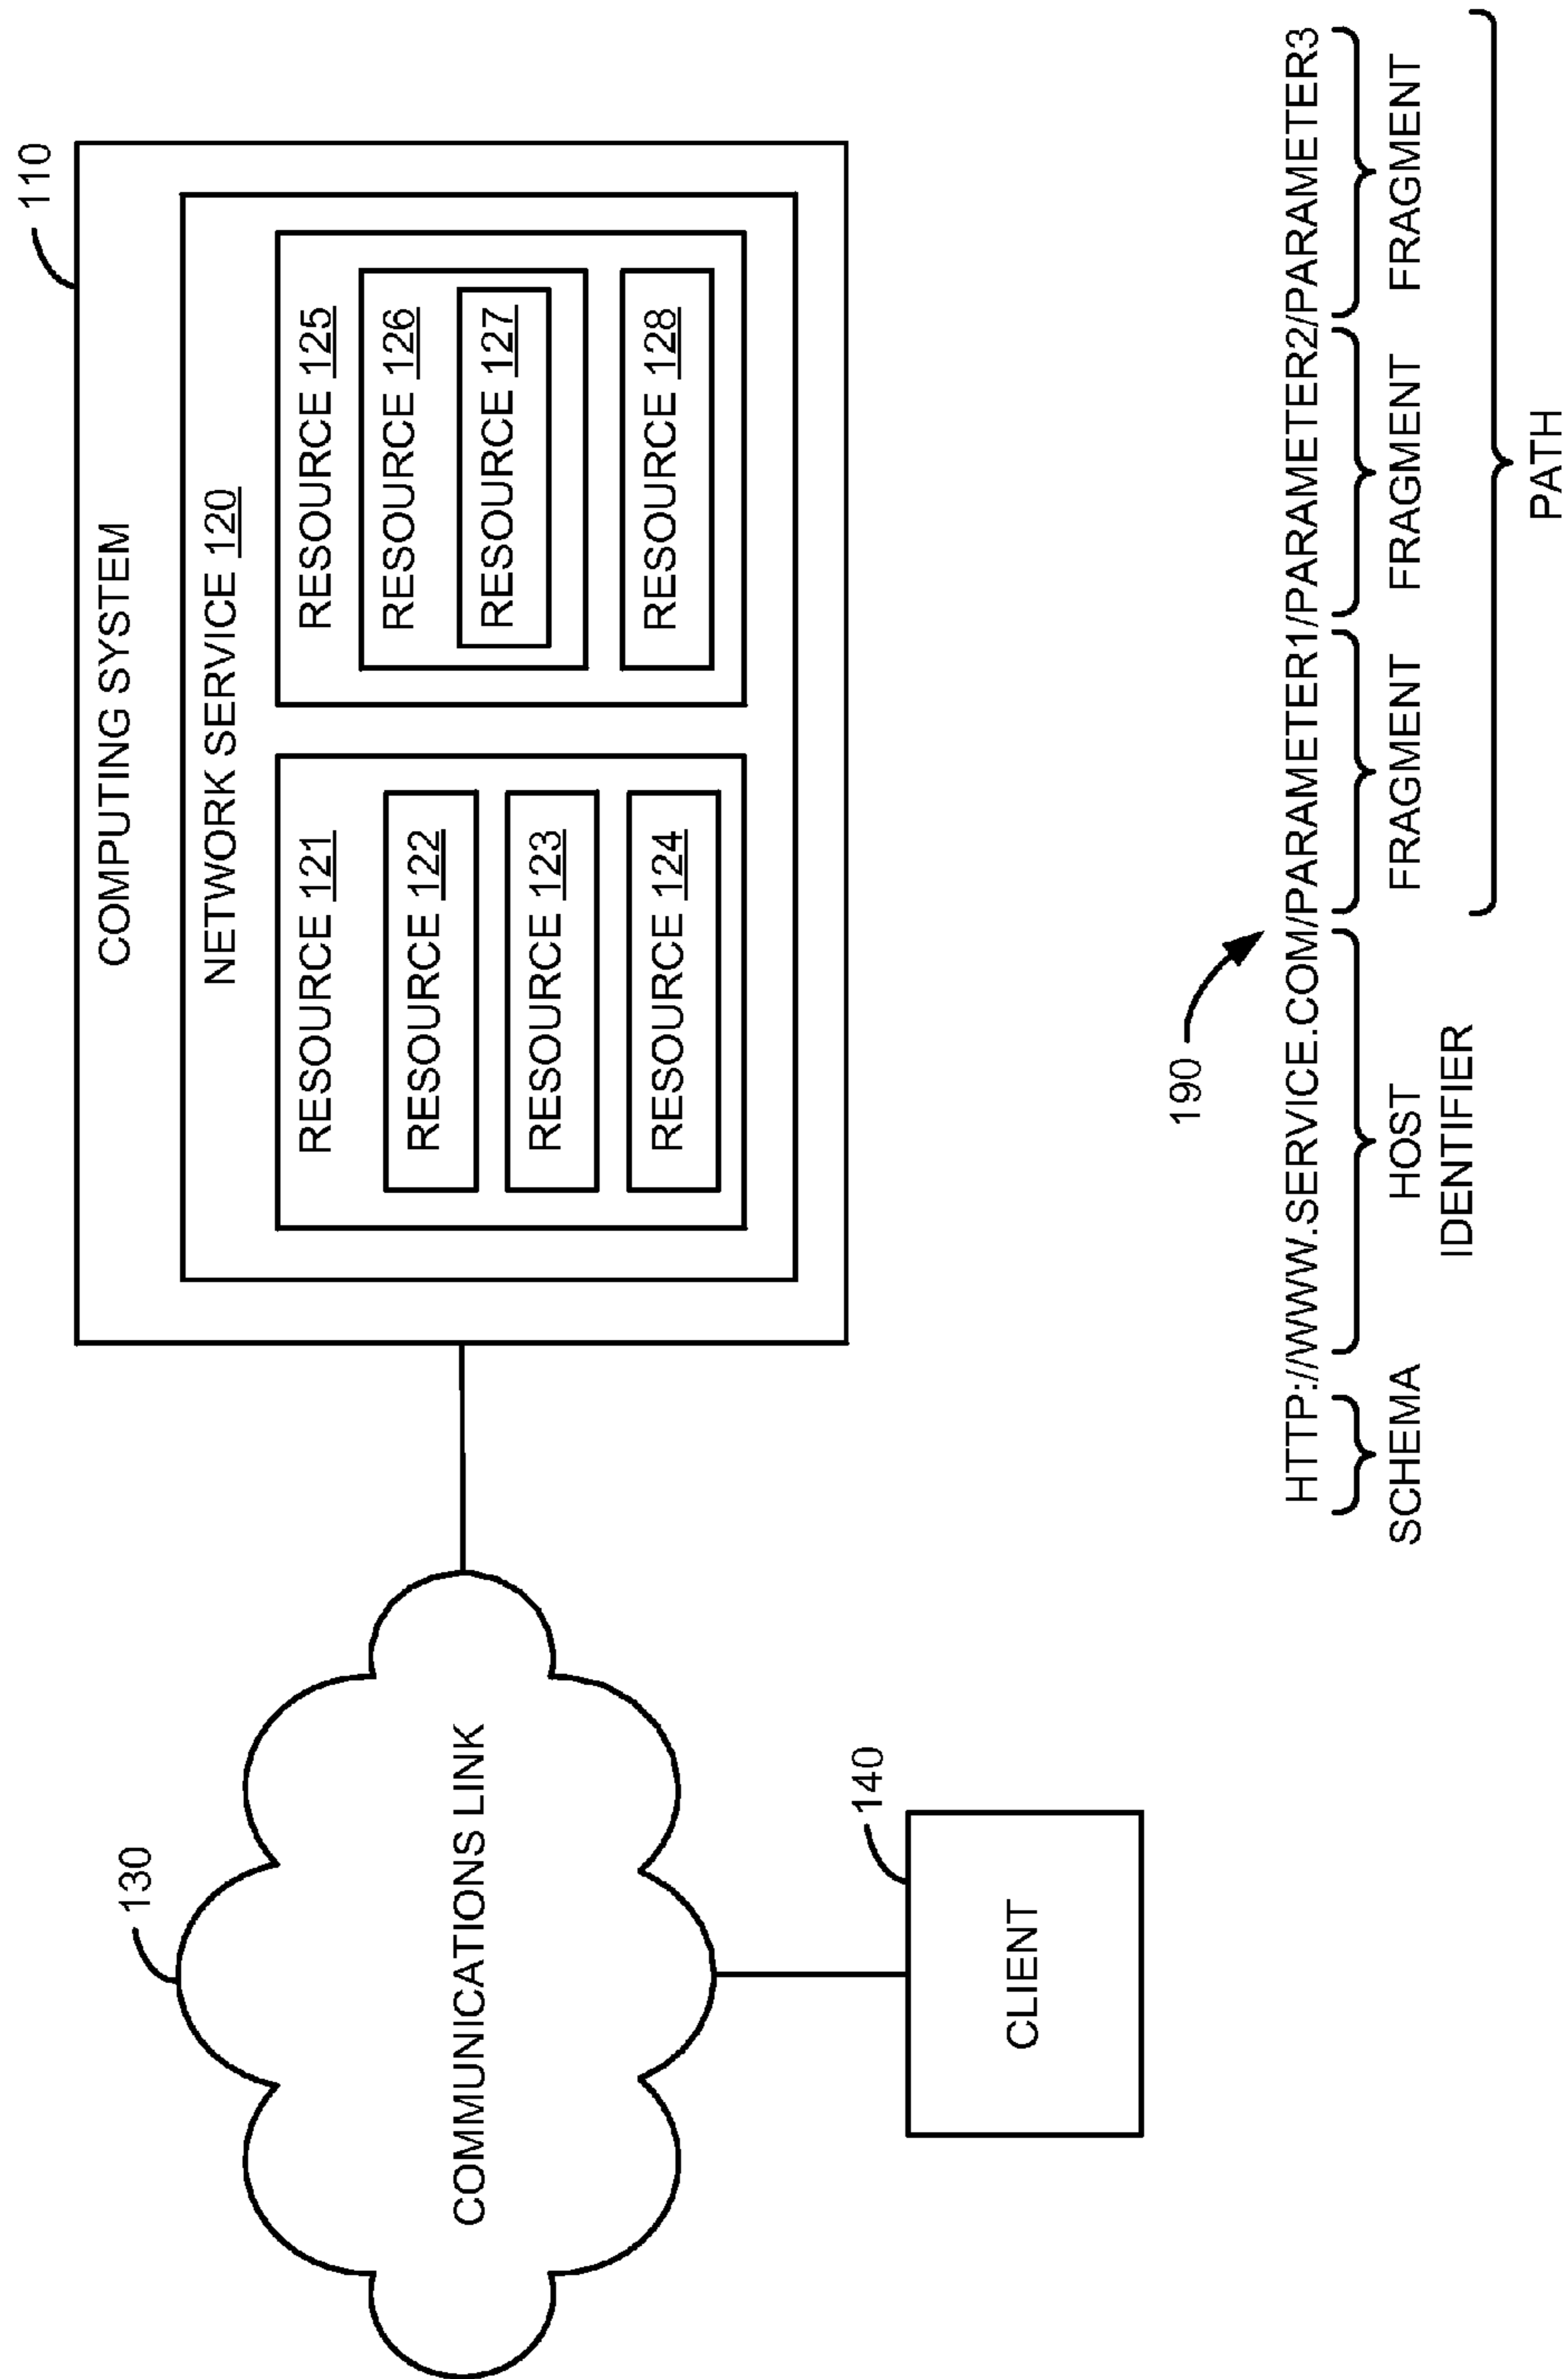 110
COMPUTING SYSTEM
NETWORK SERVICE 120
RESOURCE 121
RESOURCE 122
RESOURCE 123
RESOURCE 124
RESOURCE 125
RESOURCE 126
RESOURCE 127
RESOURCE 128
130
COMMUNICATIONS LINK
140
CLIENT
190
HTTP://WWW.SERVICE.COM/PARAMETER1/PARAMETER2/PARAMETER3
SCHEMA
HOST
IDENTIFIER
FRAGMENT
FRAGMENT
FRAGMENT
PATH